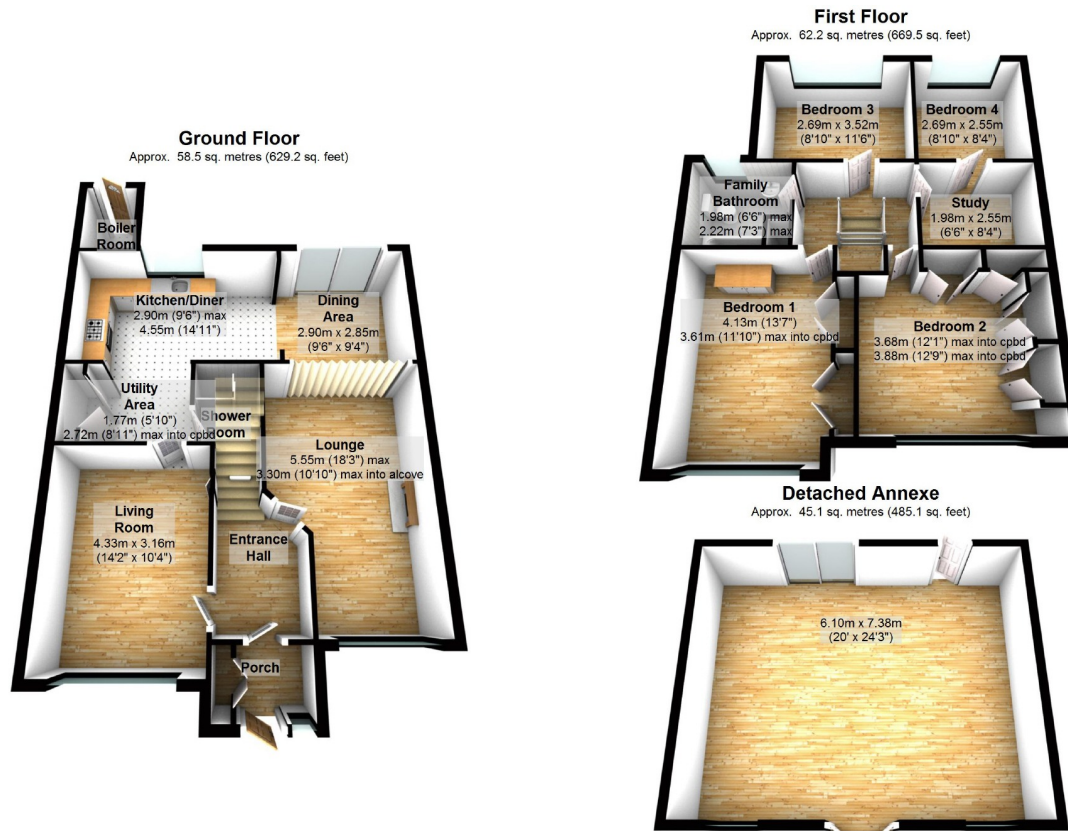 Ground Floor
Approx. 58.5 sq. metres (629.2 sq. feet)
Boiler
Room
Kitchen/Diner
2.90m (9'6") max
4.55m (14'11")
Dining
Area
2.90m x 2.85m
(9'6" x 9'4")
Utility
Area
1.77m (5'10")
2.72m (8'11") max into cpbd
Shower
Room
Lounge
5.55m (18'3") max
3.30m (10'10") max into alcove
Living
Room
4.33m x 3.16m
(14'2" x 10'4")
Entrance
Hall
Porch
First Floor
Approx. 62.2 sq. metres (669.5 sq. feet)
Bedroom 3
2.69m x 3.52m
(8'10" x 11'6")
Bedroom 4
2.69m x 2.55m
(8'10" x 8'4")
Family
Bathroom
1.98m (6'6") max
2.22m (7'3") max
Study
1.98m x 2.55m
(6'6" x 8'4")
Bedroom 1
4.13m (13'7")
3.61m (11'10") max into cpbd
Bedroom 2
3.68m (12'1") max into cpbd
3.88m (12'9") max into cpbd
Detached Annexe
Approx. 45.1 sq. metres (485.1 sq. feet)
6.10m x 7.38m
(20' x 24'3")